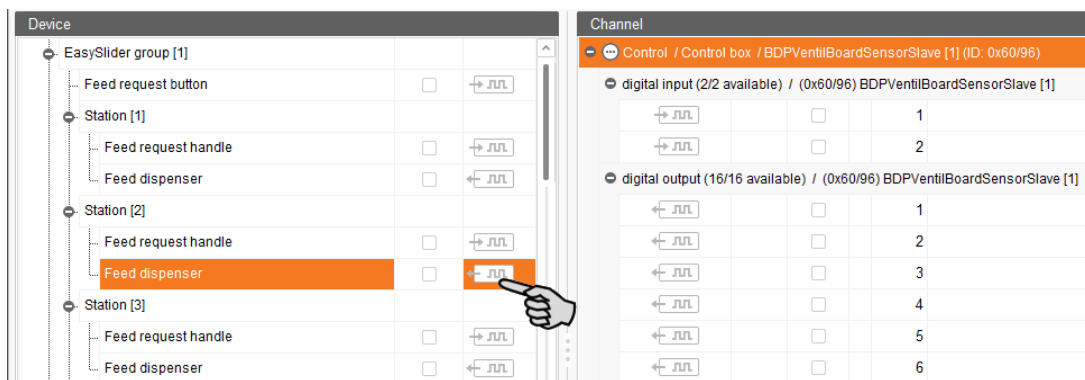 Device
EasySlider group [1]
Feed request button
Station [1]
Feed request handle
Feed dispenser
Station [2]
Feed request handle
Feed dispenser
Station [3]
Feed request handle
Feed dispenser
Channel
Control / Control box / BDPVentilBoardSensorSlave [1] (ID: 0x60/96)
digital input (2/2 available) / (0x60/96) BDPVentilBoardSensorSlave [1]
1
2
digital output (16/16 available) / (0x60/96) BDPVentilBoardSensorSlave [1]
1
2
3
4
5
6